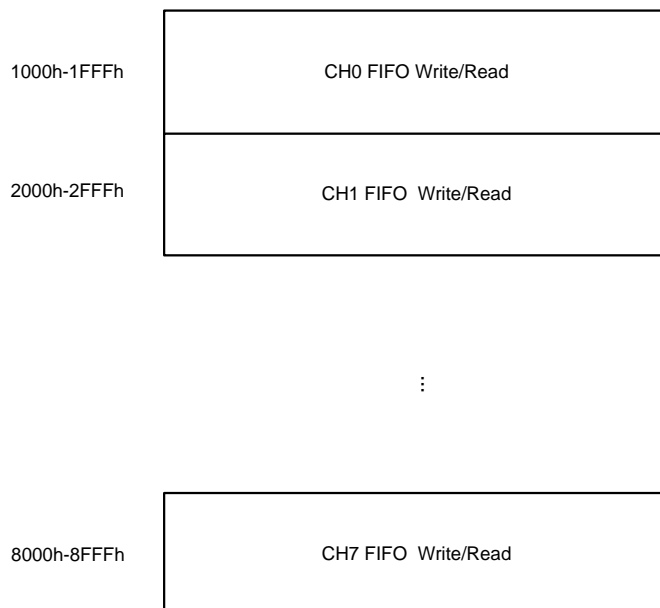 1000h-1FFFh CH0 FIFO Write/Read
2000h-2FFFh CH1 FIFO Write/Read
...
8000h-8FFFh CH7 FIFO Write/Read